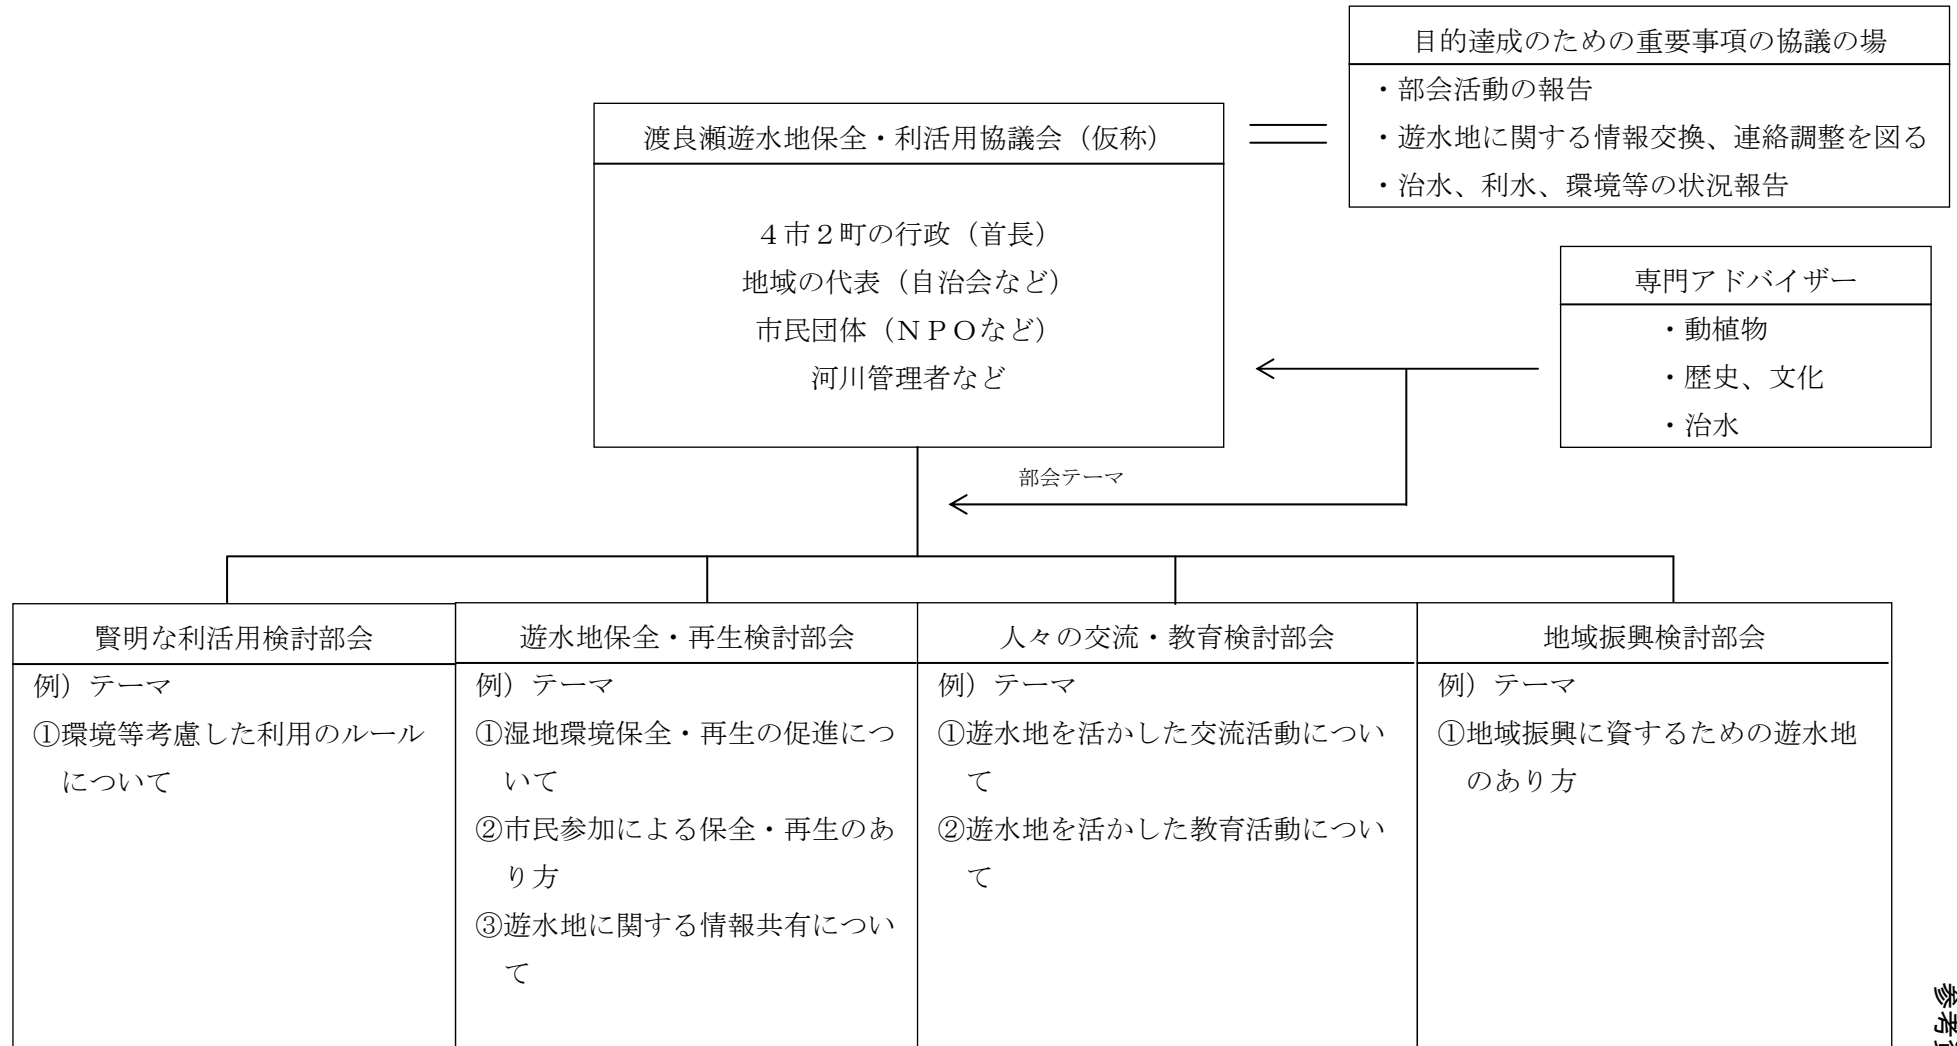 目的達成のための重要事項の協議の場
・部会活動の報告
・遊水地に関する情報交換、連絡調整を図る
・治水、利水、環境等の状況報告
渡良瀬遊水地保全・利活用協議会（仮称）
４市２町の行政（首長）
地域の代表（自治会など）
市民団体（ＮＰＯなど）
河川管理者など
専門アドバイザー
・動植物
・歴史、文化
・治水
部会テーマ
賢明な利活用検討部会
例）テーマ
①環境等考慮した利用のルール
について
遊水地保全・再生検討部会
例）テーマ
①湿地環境保全・再生の促進につ
いて
②市民参加による保全・再生のあ
り方
③遊水地に関する情報共有につい
て
人々の交流・教育検討部会
例）テーマ
①遊水地を活かした交流活動につい
て
②遊水地を活かした教育活動につい
て
地域振興検討部会
例）テーマ
①地域振興に資するための遊水地
のあり方
参考